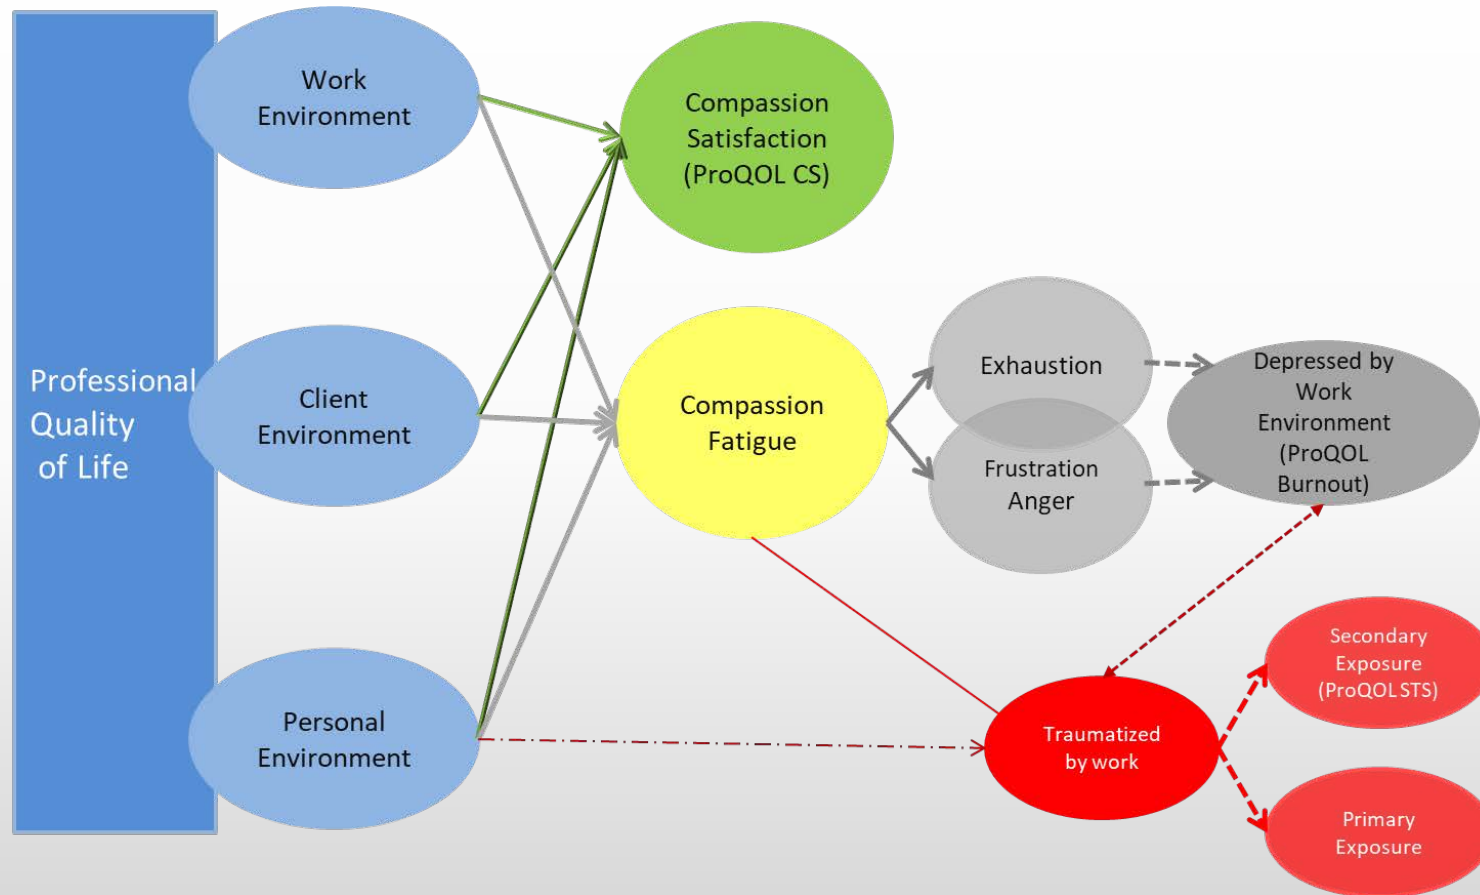 Professional
Quality
of Life
Work
Environment
Client
Environment
Personal
Environment
Compassion
Satisfaction
(ProQOL CS)
Compassion
Fatigue
Exhaustion
Frustration
Anger
Depressed by
Work
Environment
(ProQOL
Burnout)
Traumatized
by work
Secondary
Exposure
(ProQOL STS)
Primary
Exposure